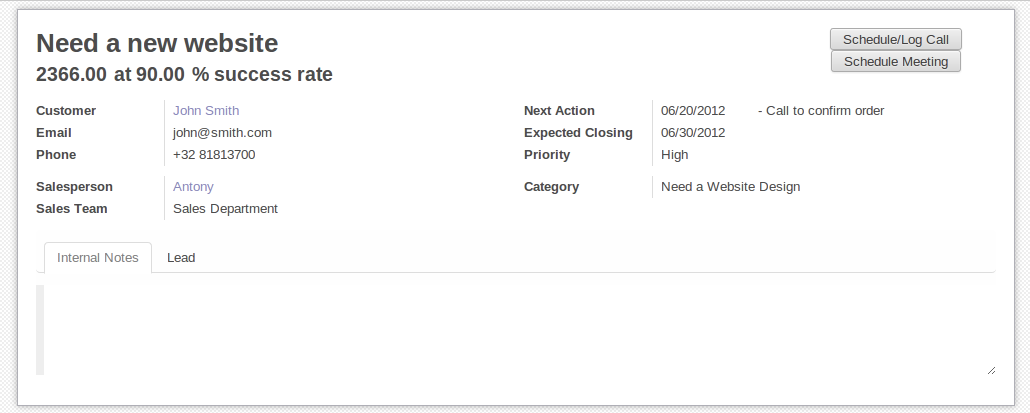 Need a new website
Schedule/Log Call
Schedule Meeting
2366.00 at 90.00 % success rate
Customer John Smith
Email john@smith.com
Phone +32 81813700
Next Action 06/20/2012 - Call to confirm order
Expected Closing 06/30/2012
Priority High
Salesperson Antony
Sales Team Sales Department
Category Need a Website Design
Internal Notes Lead